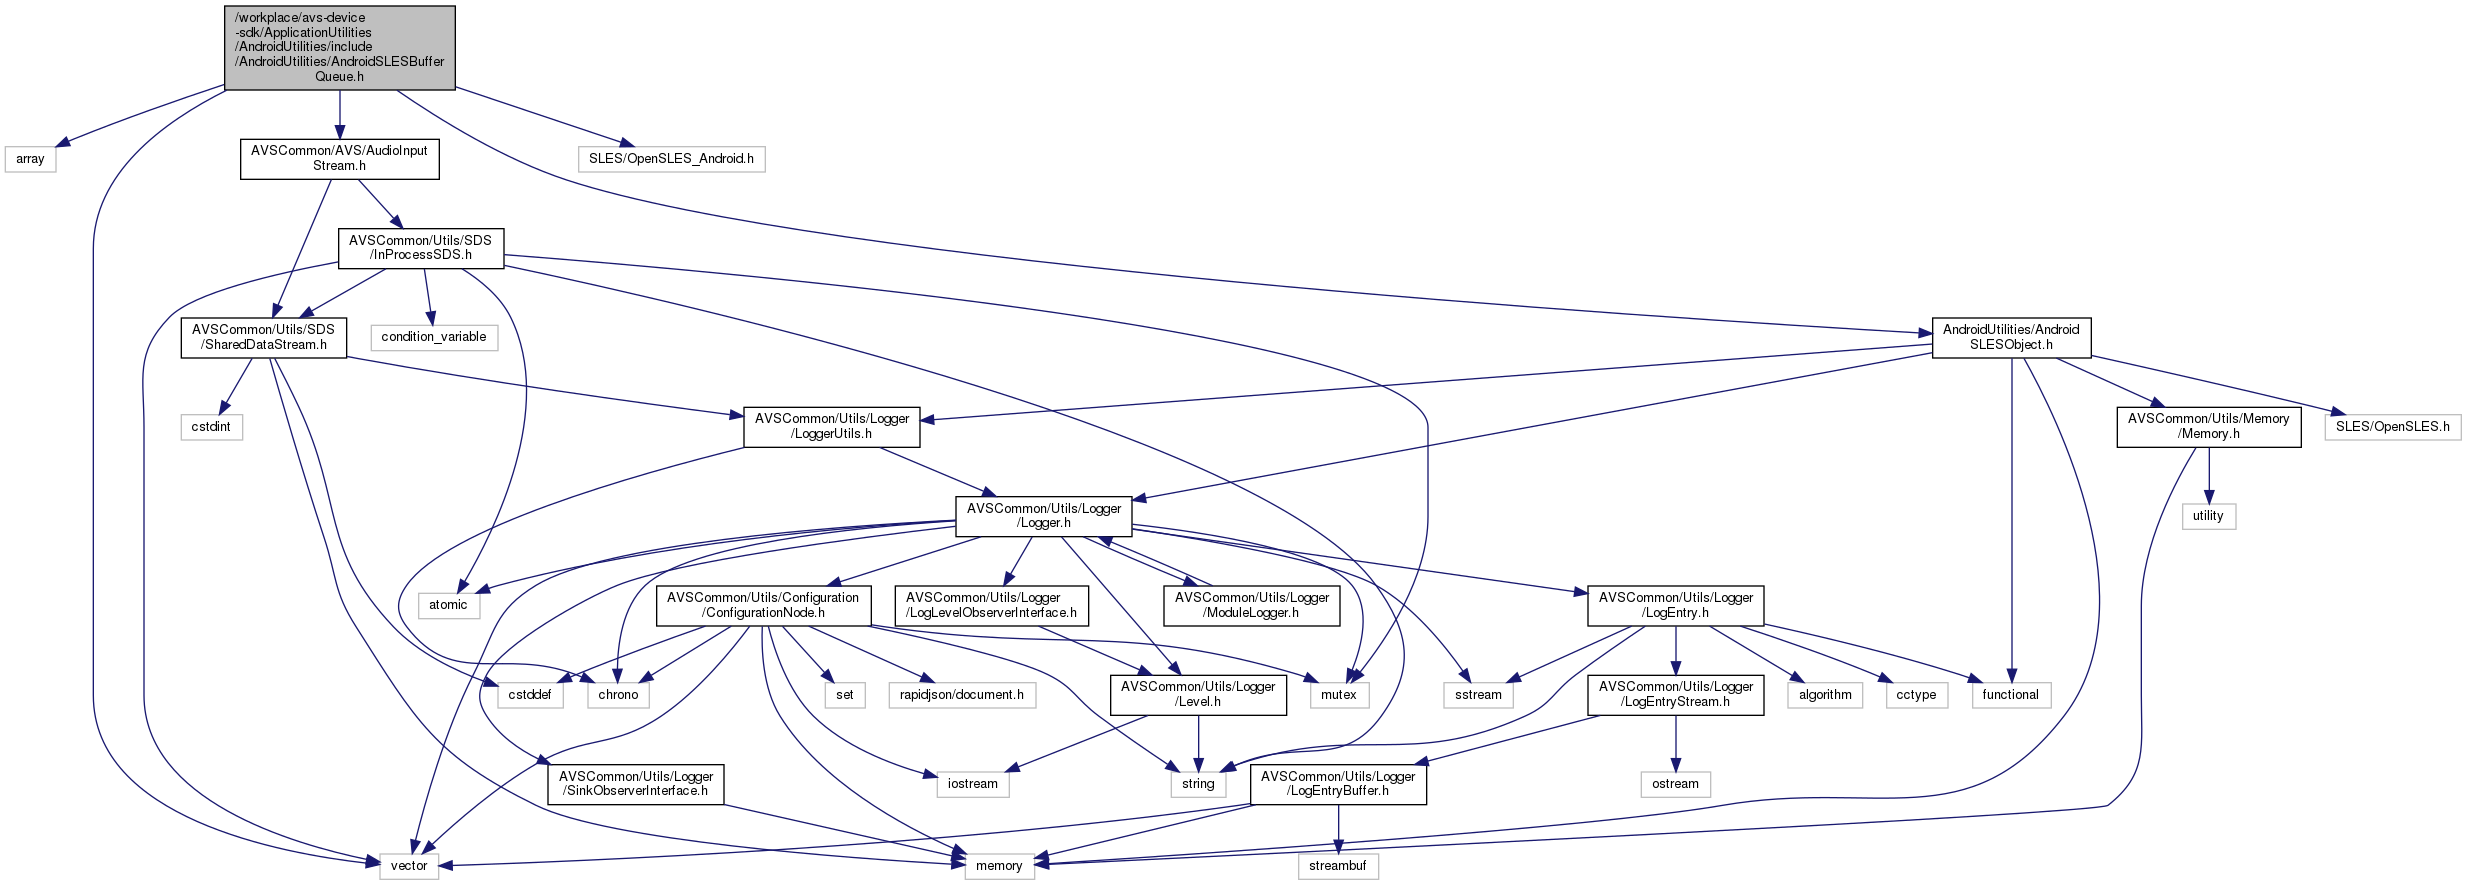 /workplace/avs-device
-sdk/ApplicationUtilities
/AndroidUtilities/include
/AndroidUtilities/AndroidSLESBuffer
Queue.h
array
AVSCommon/AVS/AudioInput
Stream.h
SLES/OpenSLES_Android.h
AVSCommon/Utils/SDS
/InProcessSDS.h
AVSCommon/Utils/SDS
/SharedDataStream.h
condition_variable
AndroidUtilities/Android
SLESObject.h
cstdint
AVSCommon/Utils/Logger
/LoggerUtils.h
AVSCommon/Utils/Memory
/Memory.h
SLES/OpenSLES.h
AVSCommon/Utils/Logger
/Logger.h
utility
atomic
AVSCommon/Utils/Configuration
/ConfigurationNode.h
AVSCommon/Utils/Logger
/LogLevelObserverInterface.h
AVSCommon/Utils/Logger
/ModuleLogger.h
AVSCommon/Utils/Logger
/LogEntry.h
cstddef
chrono
set
rapidjson/document.h
AVSCommon/Utils/Logger
/Level.h
mutex
sstream
AVSCommon/Utils/Logger
/LogEntryStream.h
algorithm
cctype
functional
AVSCommon/Utils/Logger
/SinkObserverInterface.h
iostream
string
AVSCommon/Utils/Logger
/LogEntryBuffer.h
ostream
vector
memory
streambuf